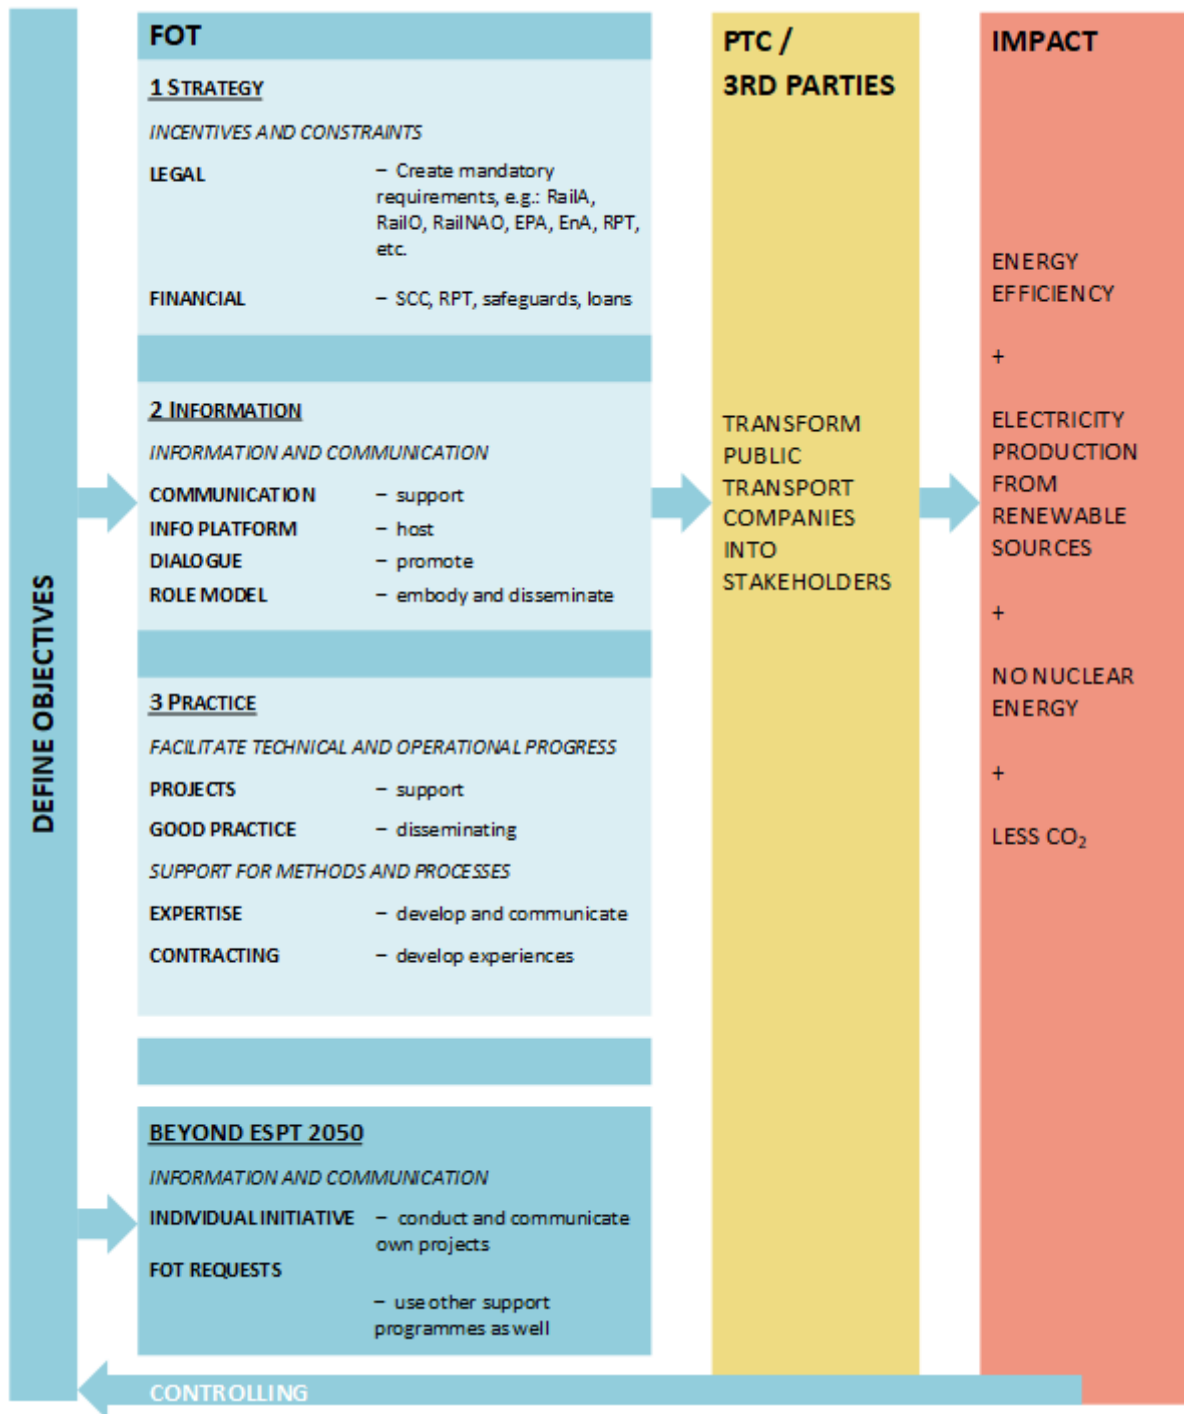 DEFINE OBJECTIVES
FOT
1 STRATEGY
INCENTIVES AND CONSTRAINTS
LEGAL – Create mandatory
requirements, e.g.: RailA,
RailO, RailNAO, EPA, EnA, RPT,
etc.
FINANCIAL – SCC, RPT, safeguards, loans
2 INFORMATION
INFORMATION AND COMMUNICATION
COMMUNICATION – support
INFO PLATFORM – host
DIALOGUE – promote
ROLE MODEL – embody and disseminate
3 PRACTICE
FACILITATE TECHNICAL AND OPERATIONAL PROGRESS
PROJECTS – support
GOOD PRACTICE – disseminating
SUPPORT FOR METHODS AND PROCESSES
EXPERTISE – develop and communicate
CONTRACTING – develop experiences
BEYOND ESPT 2050
INFORMATION AND COMMUNICATION
INDIVIDUAL INITIATIVE – conduct and communicate
own projects
FOT REQUESTS
– use other support
programmes as well
PTC /
3RD PARTIES
TRANSFORM
PUBLIC
TRANSPORT
COMPANIES
INTO
STAKEHOLDERS
IMPACT
ENERGY
EFFICIENCY
+
ELECTRICITY
PRODUCTION
FROM
RENEWABLE
SOURCES
+
NO NUCLEAR
ENERGY
+
LESS CO₂
CONTROLLING